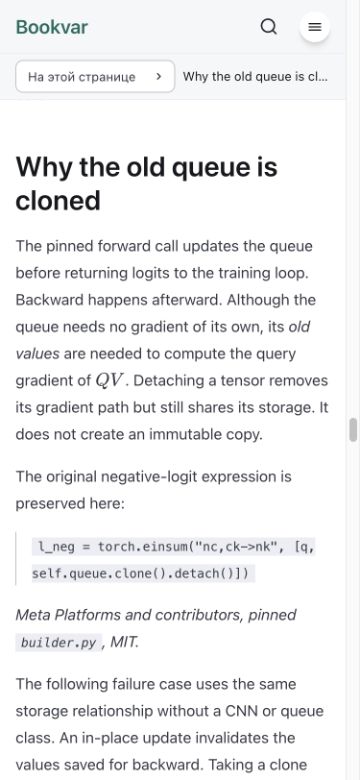 Bookvar
На этой странице
Why the old queue is cl...
Why the old queue is
cloned
The pinned forward call updates the queue
before returning logits to the training loop.
Backward happens afterward. Although the
queue needs no gradient of its own, its old
values are needed to compute the query
gradient of QV. Detaching a tensor removes
its gradient path but still shares its storage. It
does not create an immutable copy.
The original negative-logit expression is
preserved here:
l_neg = torch.einsum("nc,ck->nk", [q,
self.queue.clone().detach()])
Meta Platforms and contributors, pinned
builder.py, MIT.
The following failure case uses the same
storage relationship without a CNN or queue
class. An in-place update invalidates the
values saved for backward. Taking a clone